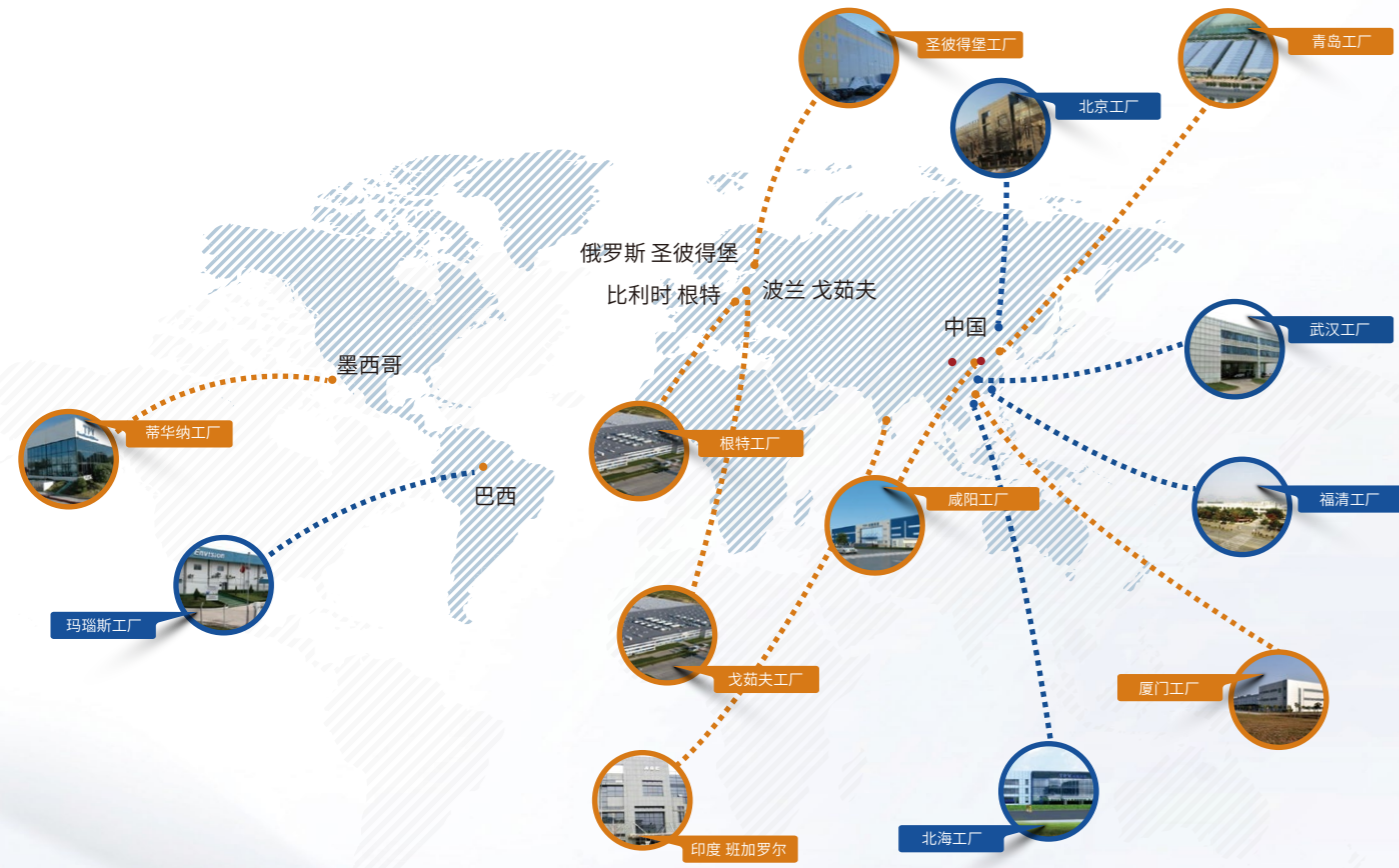 圣彼得堡工厂
青岛工厂
北京工厂
俄罗斯 圣彼得堡
比利时 根特
波兰 戈茹夫
中国
武汉工厂
墨西哥
蒂华纳工厂
根特工厂
巴西
咸阳工厂
福清工厂
玛瑙斯工厂
戈茹夫工厂
厦门工厂
北海工厂
印度 班加罗尔